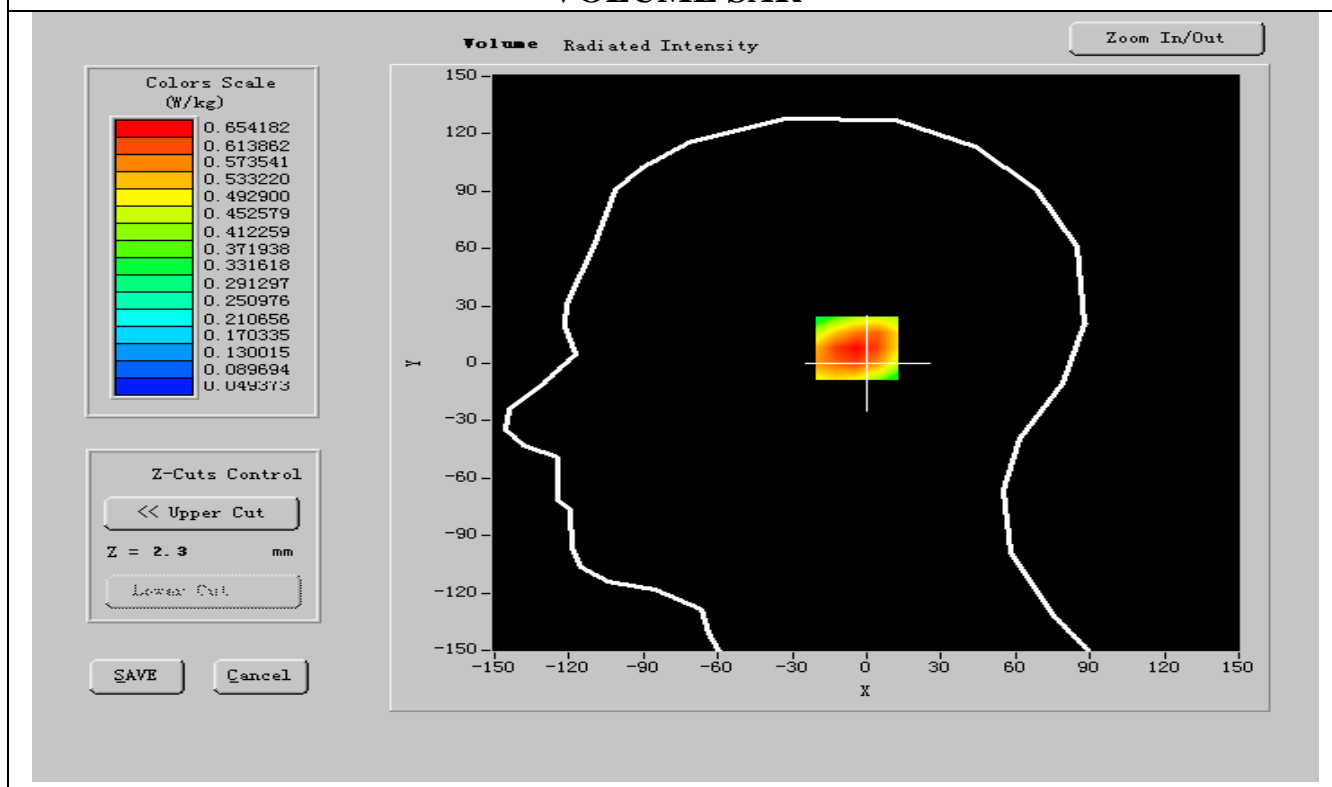 VOLUME SAR
Volume Radiated Intensity
Zoom In/Out
Colors Scale
(W/kg)
0.654182
0.613862
0.573541
0.533220
0.492900
0.452579
0.412259
0.371938
0.331618
0.291297
0.250976
0.210656
0.170335
0.130015
0.089694
0.049373
Z-Cuts Control
<< Upper Cut
Z = 2.3 mm
Lower Cut
SAVE
Cancel
150
120
90
60
30
0
-30
-60
-90
-120
-150
Y
-150 -120 -90 -60 -30 0 30 60 90 120 150
X